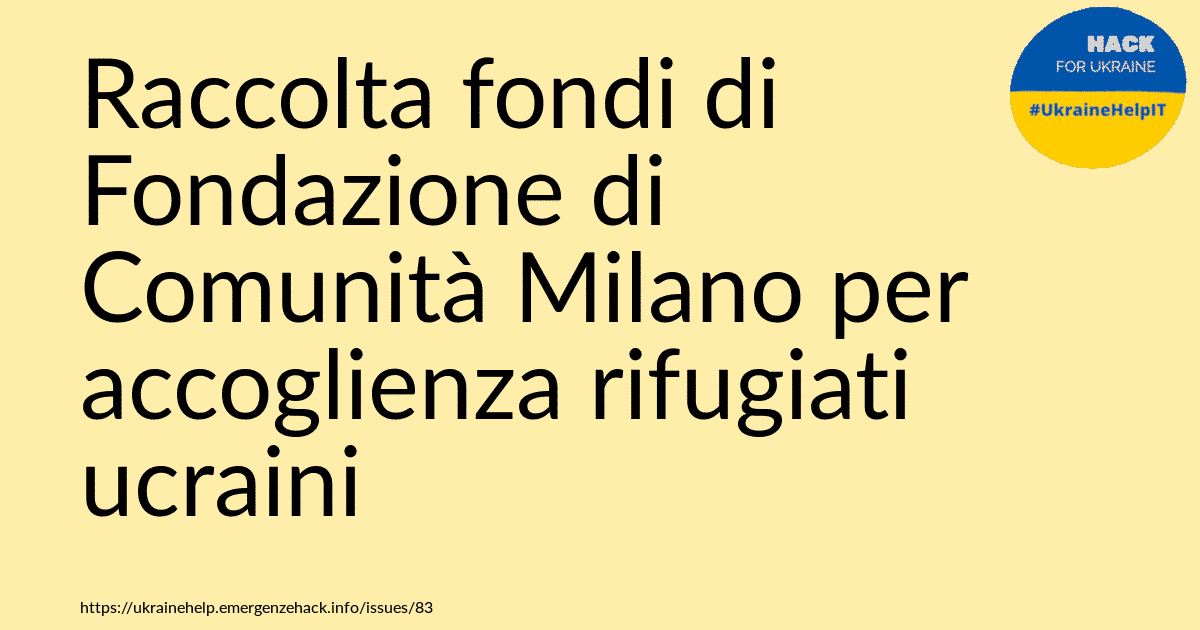 Raccolta fondi di
Fondazione di
Comunità Milano per
accoglienza rifugiati
ucraini
HACK
FOR UKRAINE
#UkraineHelpIT
https://ukrainehelp.emergenzehack.info/issues/83